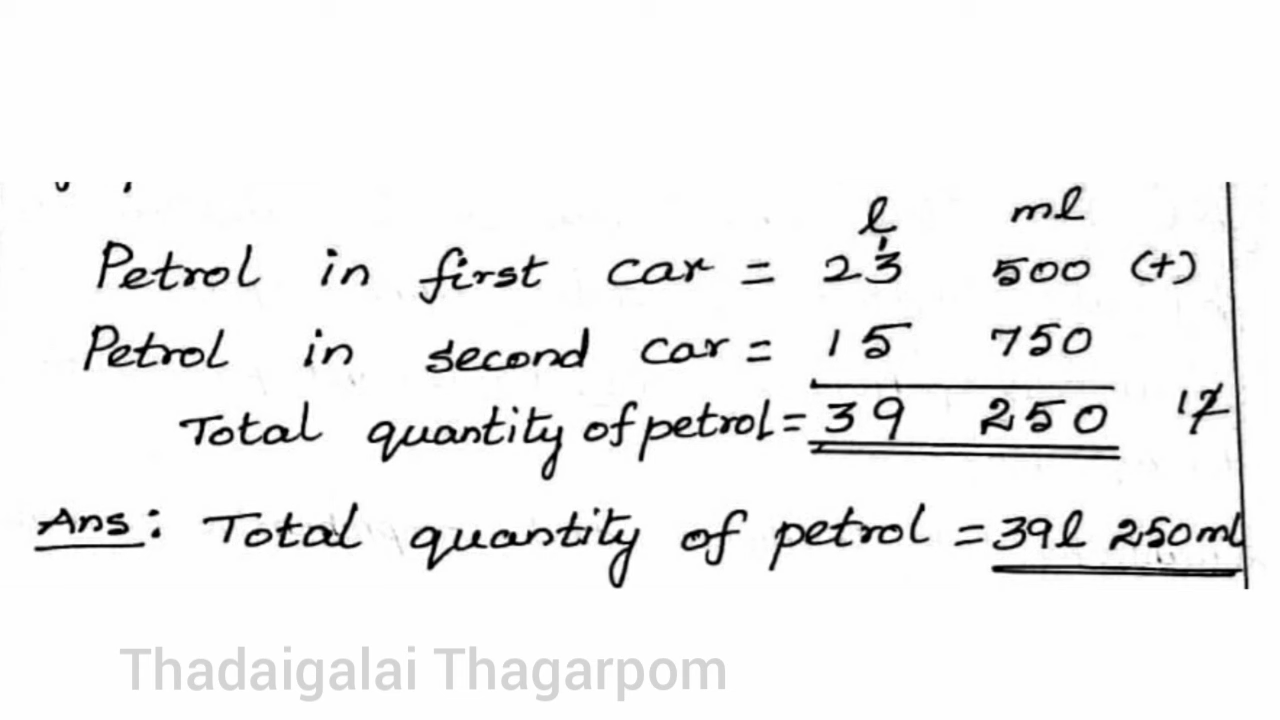 l ml
Petrol in first car = 23 500 (+)
Petrol in second car = 15 750
Total quantity of petrol = 39 250
Ans: Total quantity of petrol = 39l 250ml
Thadaigalai Thagarpom